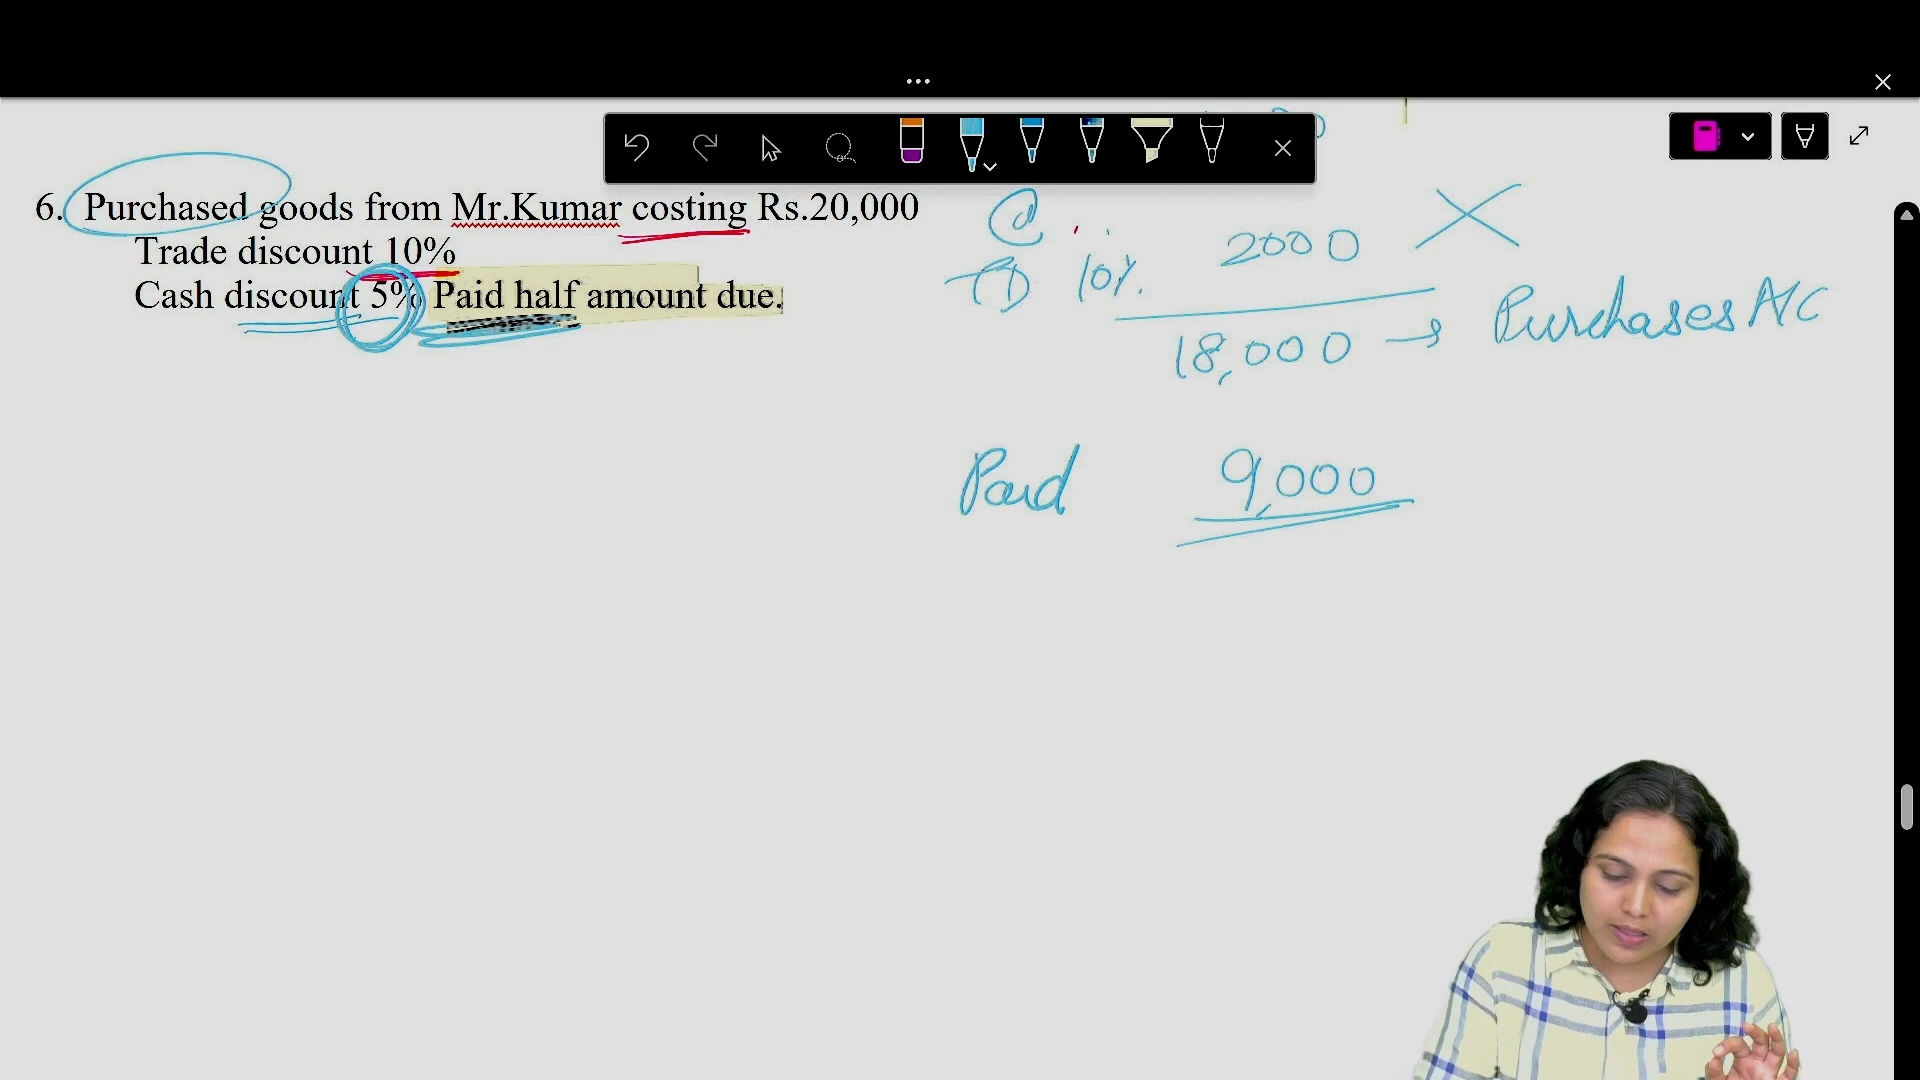 6. Purchased goods from Mr.Kumar costing Rs.20,000
Trade discount 10%
Cash discount 5% Paid half amount due.
@
TD 10%. 2000
18,000 → Purchases A/C
Paid 9,000